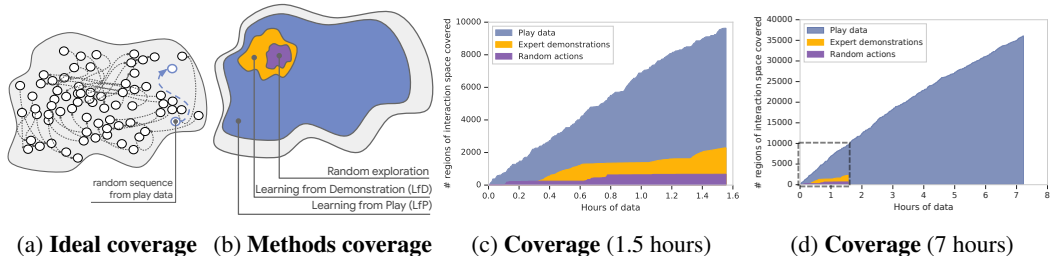 random sequence
from play data
(a) Ideal coverage
Random exploration
Learning from Demonstration (LfD)
Learning from Play (LfP)
(b) Methods coverage
# regions of interaction space covered
10000
8000
6000
4000
2000
0
Play data
Expert demonstrations
Random actions
0.0 0.2 0.4 0.6 0.8 1.0 1.2 1.4 1.6
Hours of data
(c) Coverage (1.5 hours)
# regions of interaction space covered
40000
35000
30000
25000
20000
15000
10000
5000
0
Play data
Expert demonstrations
Random actions
0 1 2 3 4 5 6 7 8
Hours of data
(d) Coverage (7 hours)